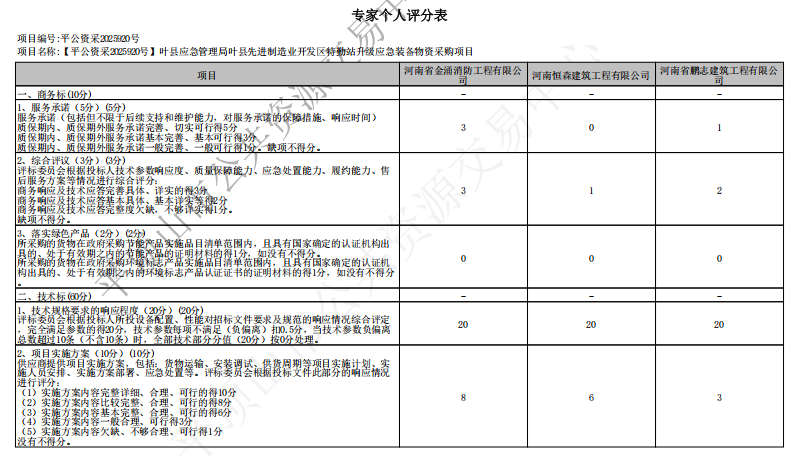 专家个人评分表
项目编号:平公资采2025920号
项目名称:【平公资采2025920号】叶县应急管理局叶县先进制造业开发区特勤站升级应急装备物资采购项目
项目
河南省金涌消防工程有限公司
河南恒森建筑工程有限公司
河南省鹏志建筑工程有限公司
一、商务标(10分)
-
-
-
1、服务承诺（5分）(5分)
服务承诺（包括但不限于后续支持和维护能力，对服务承诺的保障措施、响应时间）
质保期内、质保期外服务承诺完善、切实可行得5分
质保期内、质保期外服务承诺基本完善、基本可行得3分
质保期内、质保期外服务承诺一般完善、一般可行得1分。缺项不得分。
3
0
1
2、综合评议（3分）(3分)
评标委员会根据投标人技术参数响应度、质量保障能力、应急处置能力、履约能力、售
后服务方案等情况进行综合评分:
商务响应及技术应答完善具体、详实的得3分
商务响应及技术应答基本具体、基本详实等得2分
商务响应及技术应答完整度欠缺，不够详实得1分。
缺项不得分。
3
1
2
3、落实绿色产品（2分）(2分)
所采购的货物在政府采购节能产品实施品目清单范围内，且具有国家确定的认证机构出
具的、处于有效期之内的节能产品的证明材料的得1分，如没有不得分。
所采购的货物在政府采购环境标志产品实施品目清单范围内，且具有国家确定的认证机
构出具的、处于有效期之内的环境标志产品认证证书的证明材料的得1分，如没有不得分
。
0
0
0
二、技术标(60分)
-
-
-
1、技术规格要求的响应程度（20分）(20分)
评标委员会根据投标人所投设备配置、性能对招标文件要求及规范的响应情况综合评定
，完全满足参数的得20分，技术参数每项不满足（负偏离）扣0.5分，当技术参数负偏离
总数超过10条（不含10条）时，全部技术部分分值（20分）按0分处理。
20
20
20
2、项目实施方案（10分）(10分)
供应商提供项目实施方案，包括：货物运输、安装调试、供货周期等项目实施计划、实
施人员安排、实施方案部署、应急处置等。评标委员会根据投标文件此部分的响应情况
进行评分:
（1）实施方案内容完整详细、合理、可行的得10分
（2）实施方案内容比较完整、合理、可行的得8分
（3）实施方案内容基本完整、合理、可行的得6分
（4）实施方案内容一般合理、可行得3分
（5）实施方案内容欠缺、不够合理、可行得1分
没有不得分。
8
6
3
平顶山市公共资源交易中心